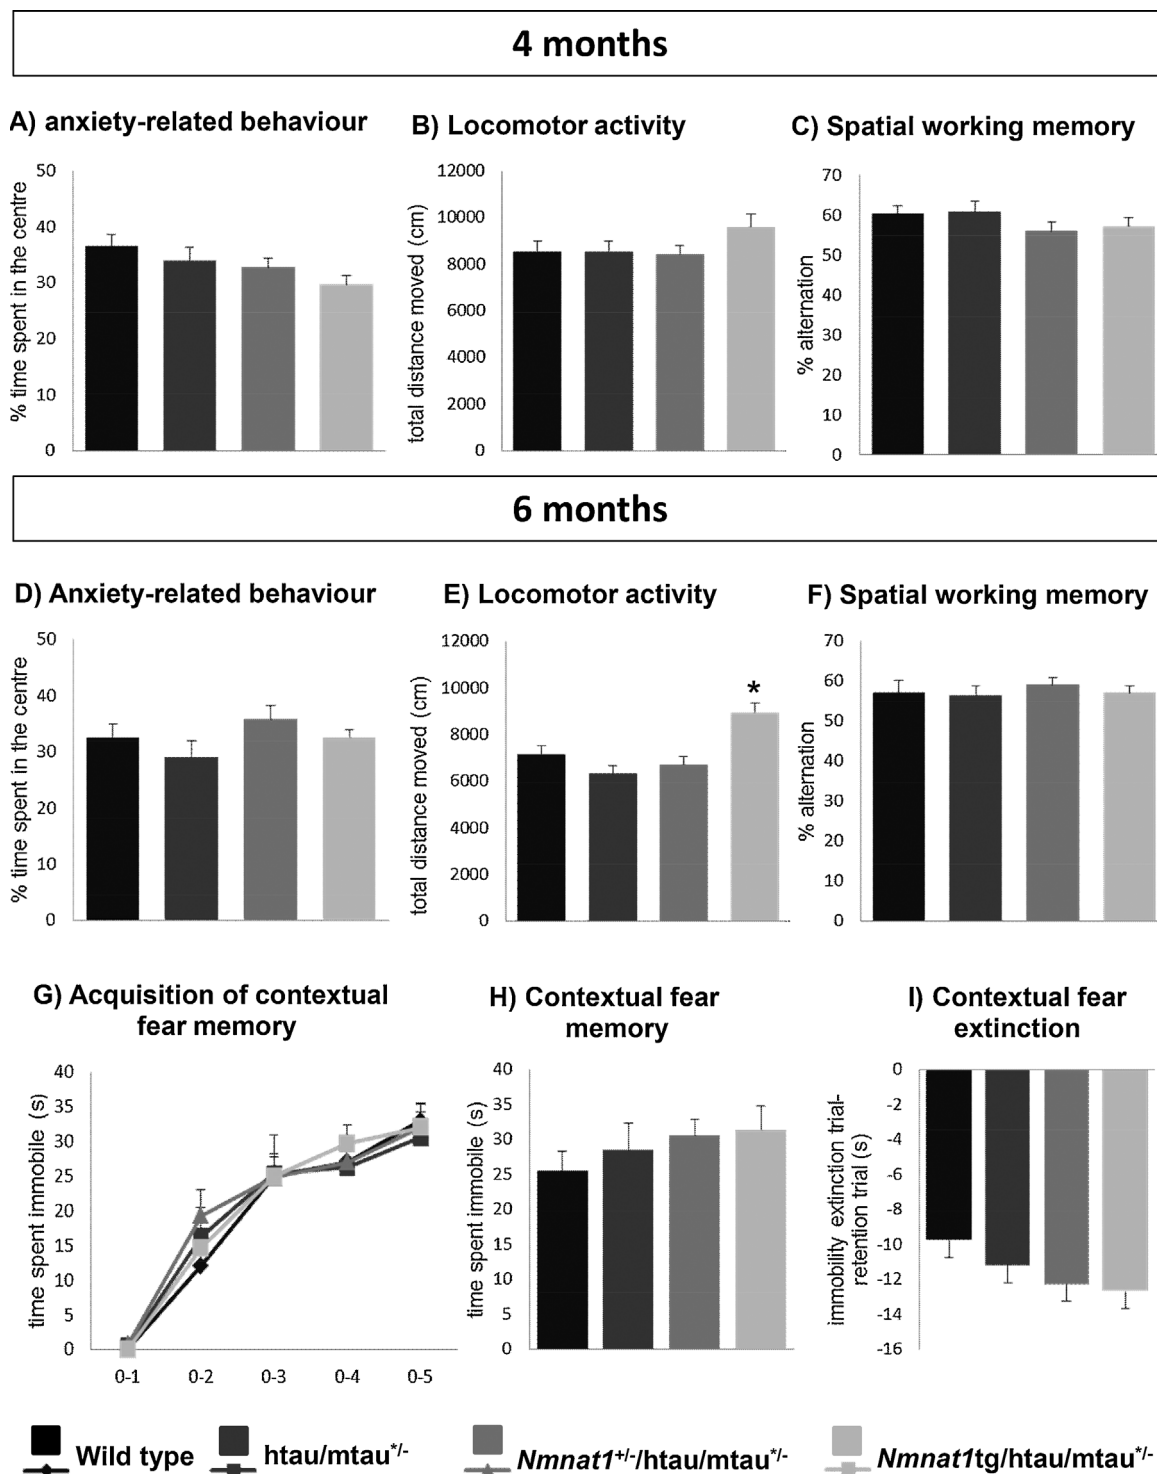 4 months
A) anxiety-related behaviour
B) Locomotor activity
C) Spatial working memory
% time spent in the centre
50
40
30
20
10
0
total distance moved (cm)
12000
10000
8000
6000
4000
2000
0
% alternation
70
60
50
40
30
20
10
0
6 months
D) Anxiety-related behaviour
E) Locomotor activity
F) Spatial working memory
% time spent in the centre
50
40
30
20
10
0
total distance moved (cm)
12000
10000
8000
6000
4000
2000
0
*
% alternation
70
60
50
40
30
20
10
0
G) Acquisition of contextual
fear memory
H) Contextual fear
memory
I) Contextual fear
extinction
time spent immobile (s)
40
35
30
25
20
15
10
5
0
0-1 0-2 0-3 0-4 0-5
time spent immobile (s)
40
35
30
25
20
15
10
5
0
immobility extinction trial-
retention trial (s)
0
-2
-4
-6
-8
-10
-12
-14
-16
Wild type
htau/mtau*/-
Nmnat1+/-/htau/mtau*/-
Nmnat1tg/htau/mtau*/-